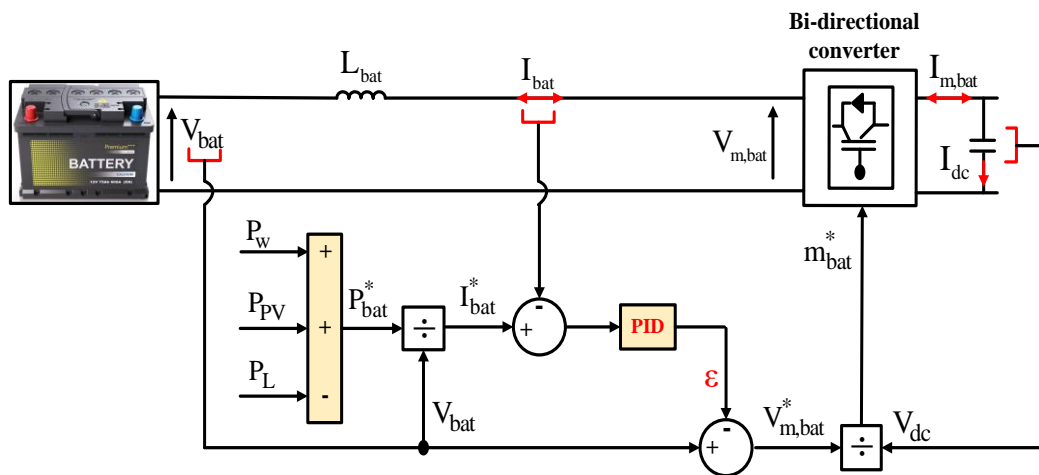 Bi-directional
converter
L_bat
I_bat
I_m,bat
V_bat
V_m,bat
I_dc
Premium
BATTERY
P_w
+
m*_bat
P_PV
+
P*_bat
÷
I*_bat
-
+
PID
P_L
-
ε
V_bat
-
+
V*_m,bat
÷
V_dc